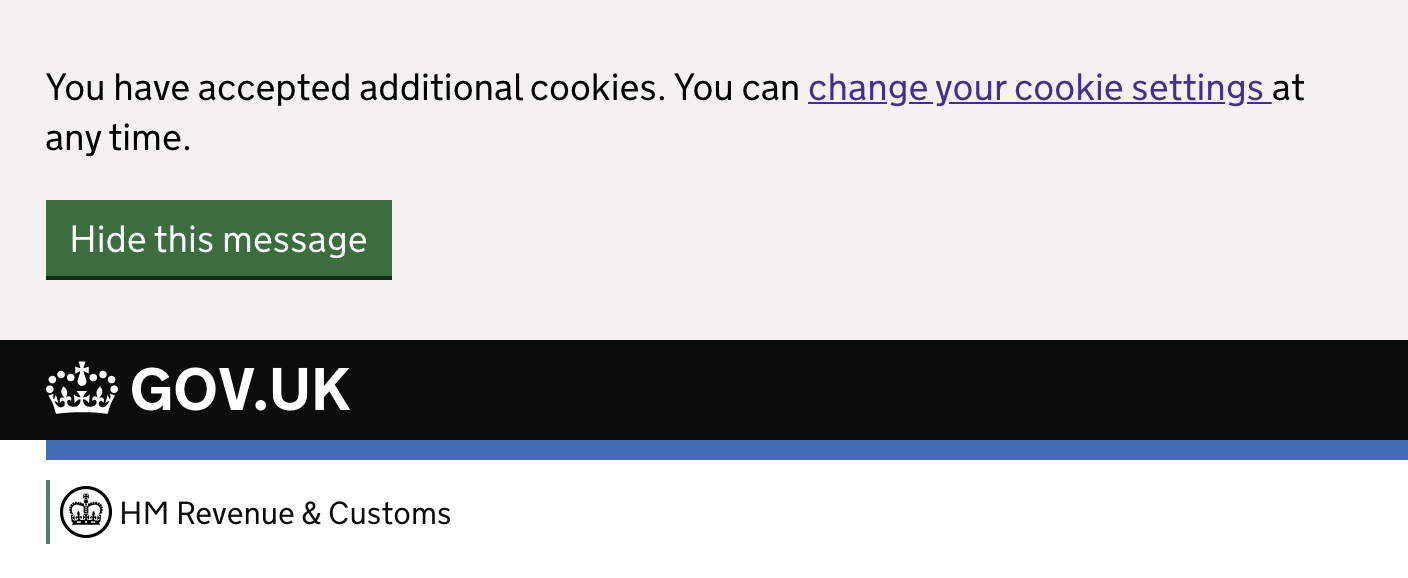 You have accepted additional cookies. You can change your cookie settings at
any time.
Hide this message
GOV.UK
HM Revenue & Customs